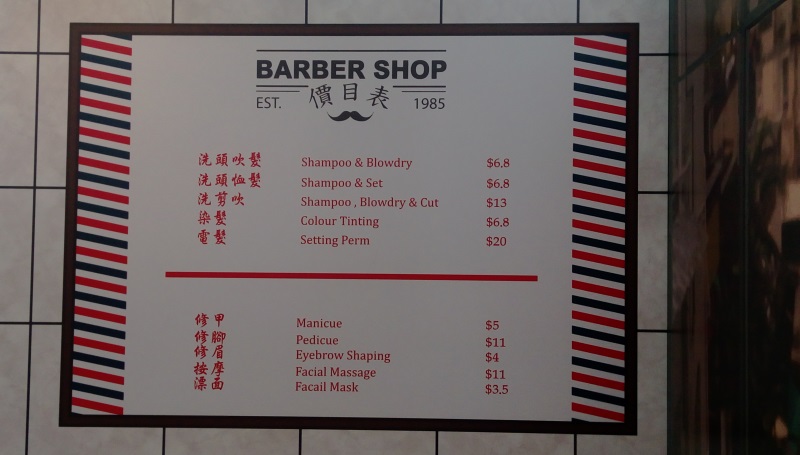 BARBER SHOP
EST. 價目表 1985
洗頭吹髮 Shampoo & Blowdry $6.8
洗頭恤髮 Shampoo & Set $6.8
洗剪吹 Shampoo , Blowdry & Cut $13
染髮 Colour Tinting $6.8
電髮 Setting Perm $20
修甲 Manicue $5
修腳 Pedicue $11
修眉 Eyebrow Shaping $4
按摩 Facial Massage $11
漂面 Facail Mask $3.5